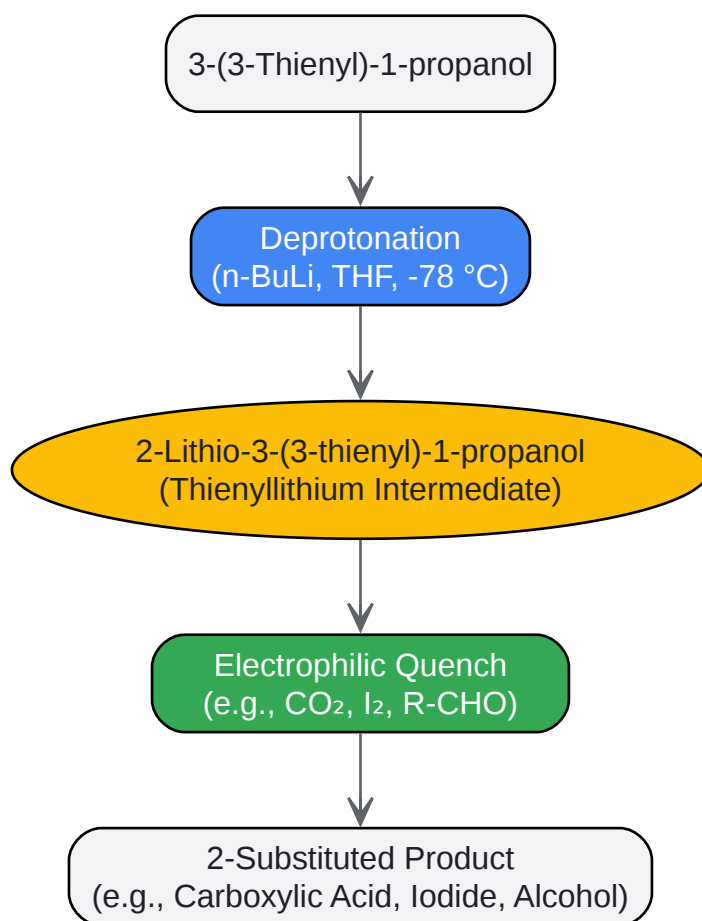 3-(3-Thienyl)-1-propanol
Deprotonation
(n-BuLi, THF, -78 °C)
2-Lithio-3-(3-thienyl)-1-propanol
(Thienyllithium Intermediate)
Electrophilic Quench
(e.g., CO₂, I₂, R-CHO)
2-Substituted Product
(e.g., Carboxylic Acid, Iodide, Alcohol)